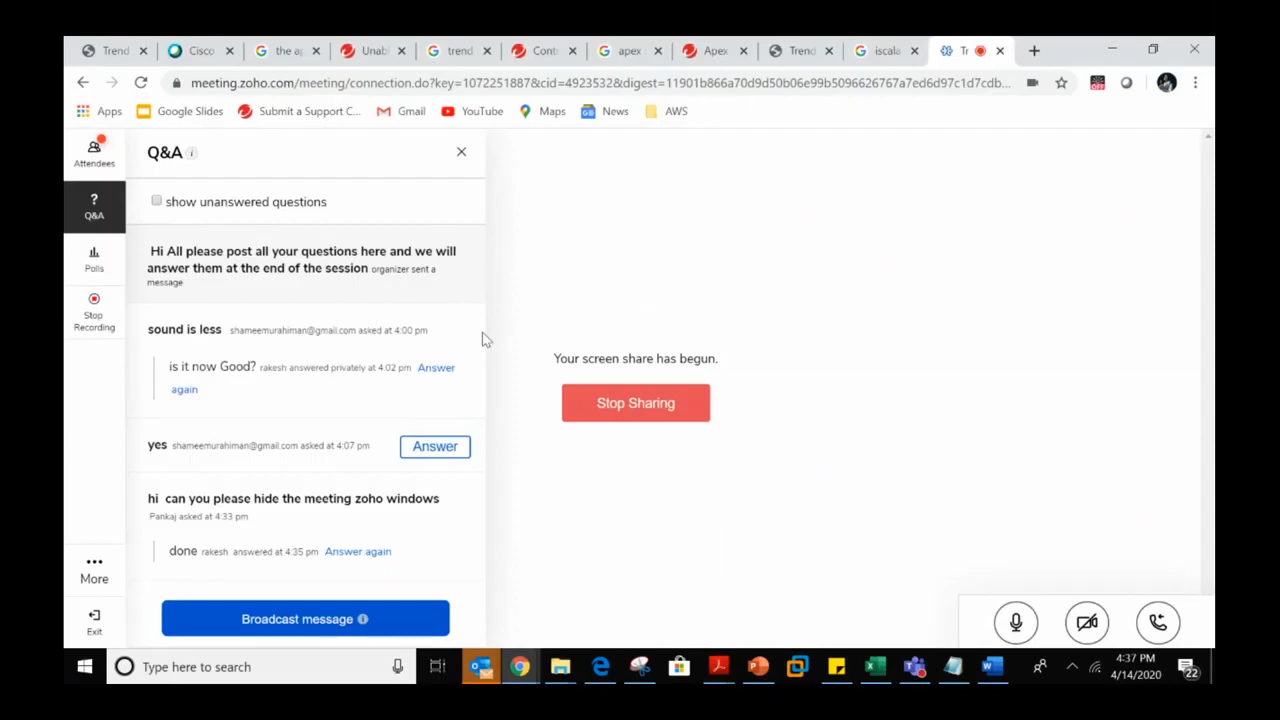 Trend
Cisco
the ap
Unab
trend
Contr
apex
Apex
Trend
iscala
Tr
meeting.zoho.com/meeting/connection.do?key=1072251887&cid=4923532&digest=11901b866a70d9d50b06e99b5096626767a7ed6d97c1d7cdb...
OFF
Apps
Google Slides
Submit a Support C...
Gmail
YouTube
Maps
News
AWS
Attendees
?
Q&A
Polls
Stop
Recording
More
Exit
Q&A
show unanswered questions
Hi All please post all your questions here and we will
answer them at the end of the session organizer sent a
message
sound is less shameemurahiman@gmail.com asked at 4:00 pm
is it now Good? rakesh answered privately at 4:02 pm Answer
again
yes shameemurahiman@gmail.com asked at 4:07 pm
Answer
hi can you please hide the meeting zoho windows
Pankaj asked at 4:33 pm
done rakesh answered at 4:35 pm Answer again
Broadcast message
Your screen share has begun.
Stop Sharing
Type here to search
4:37 PM
4/14/2020
22